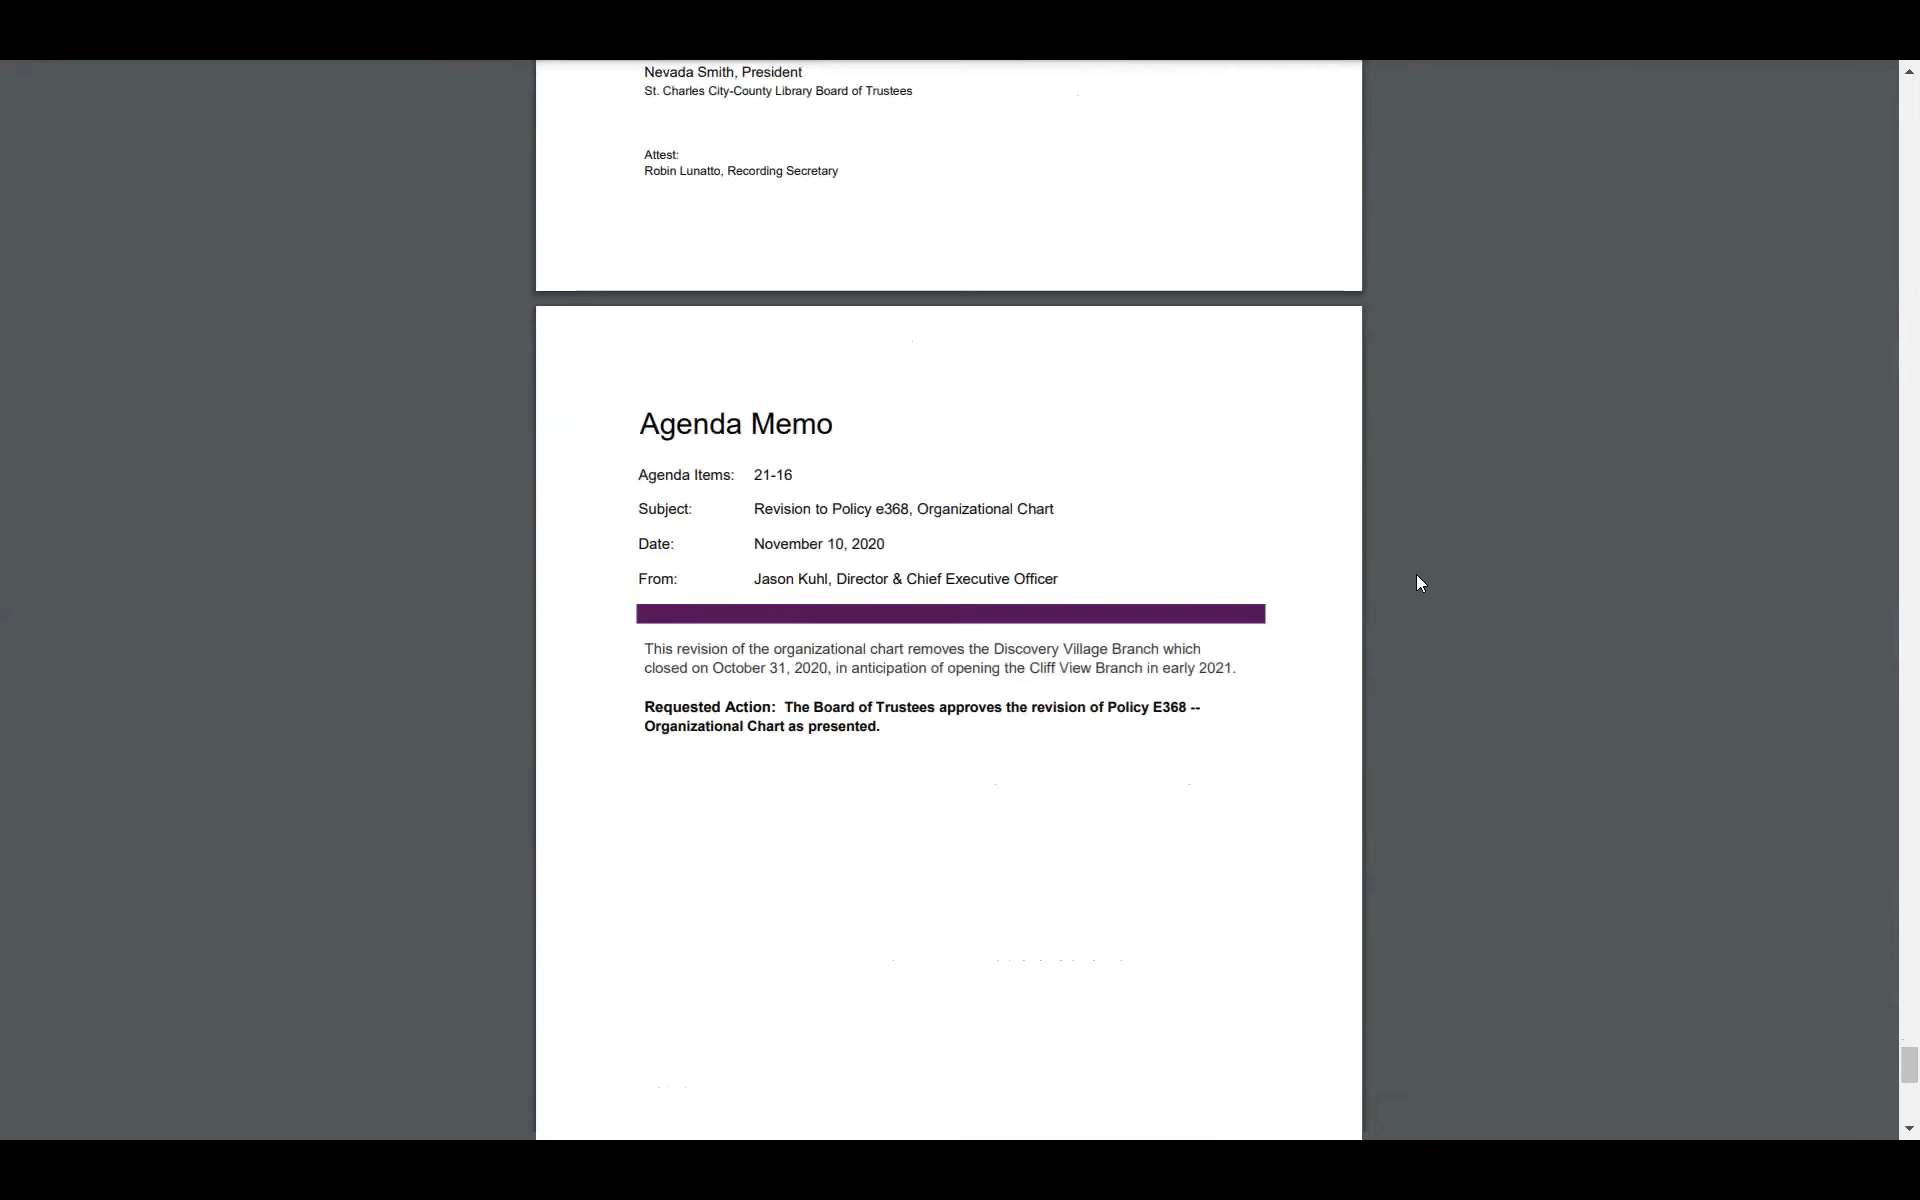 Nevada Smith, President
St. Charles City-County Library Board of Trustees
Attest:
Robin Lunatto, Recording Secretary
Agenda Memo
Agenda Items: 21-16
Subject: Revision to Policy e368, Organizational Chart
Date: November 10, 2020
From: Jason Kuhl, Director & Chief Executive Officer
This revision of the organizational chart removes the Discovery Village Branch which
closed on October 31, 2020, in anticipation of opening the Cliff View Branch in early 2021.
Requested Action: The Board of Trustees approves the revision of Policy E368 --
Organizational Chart as presented.